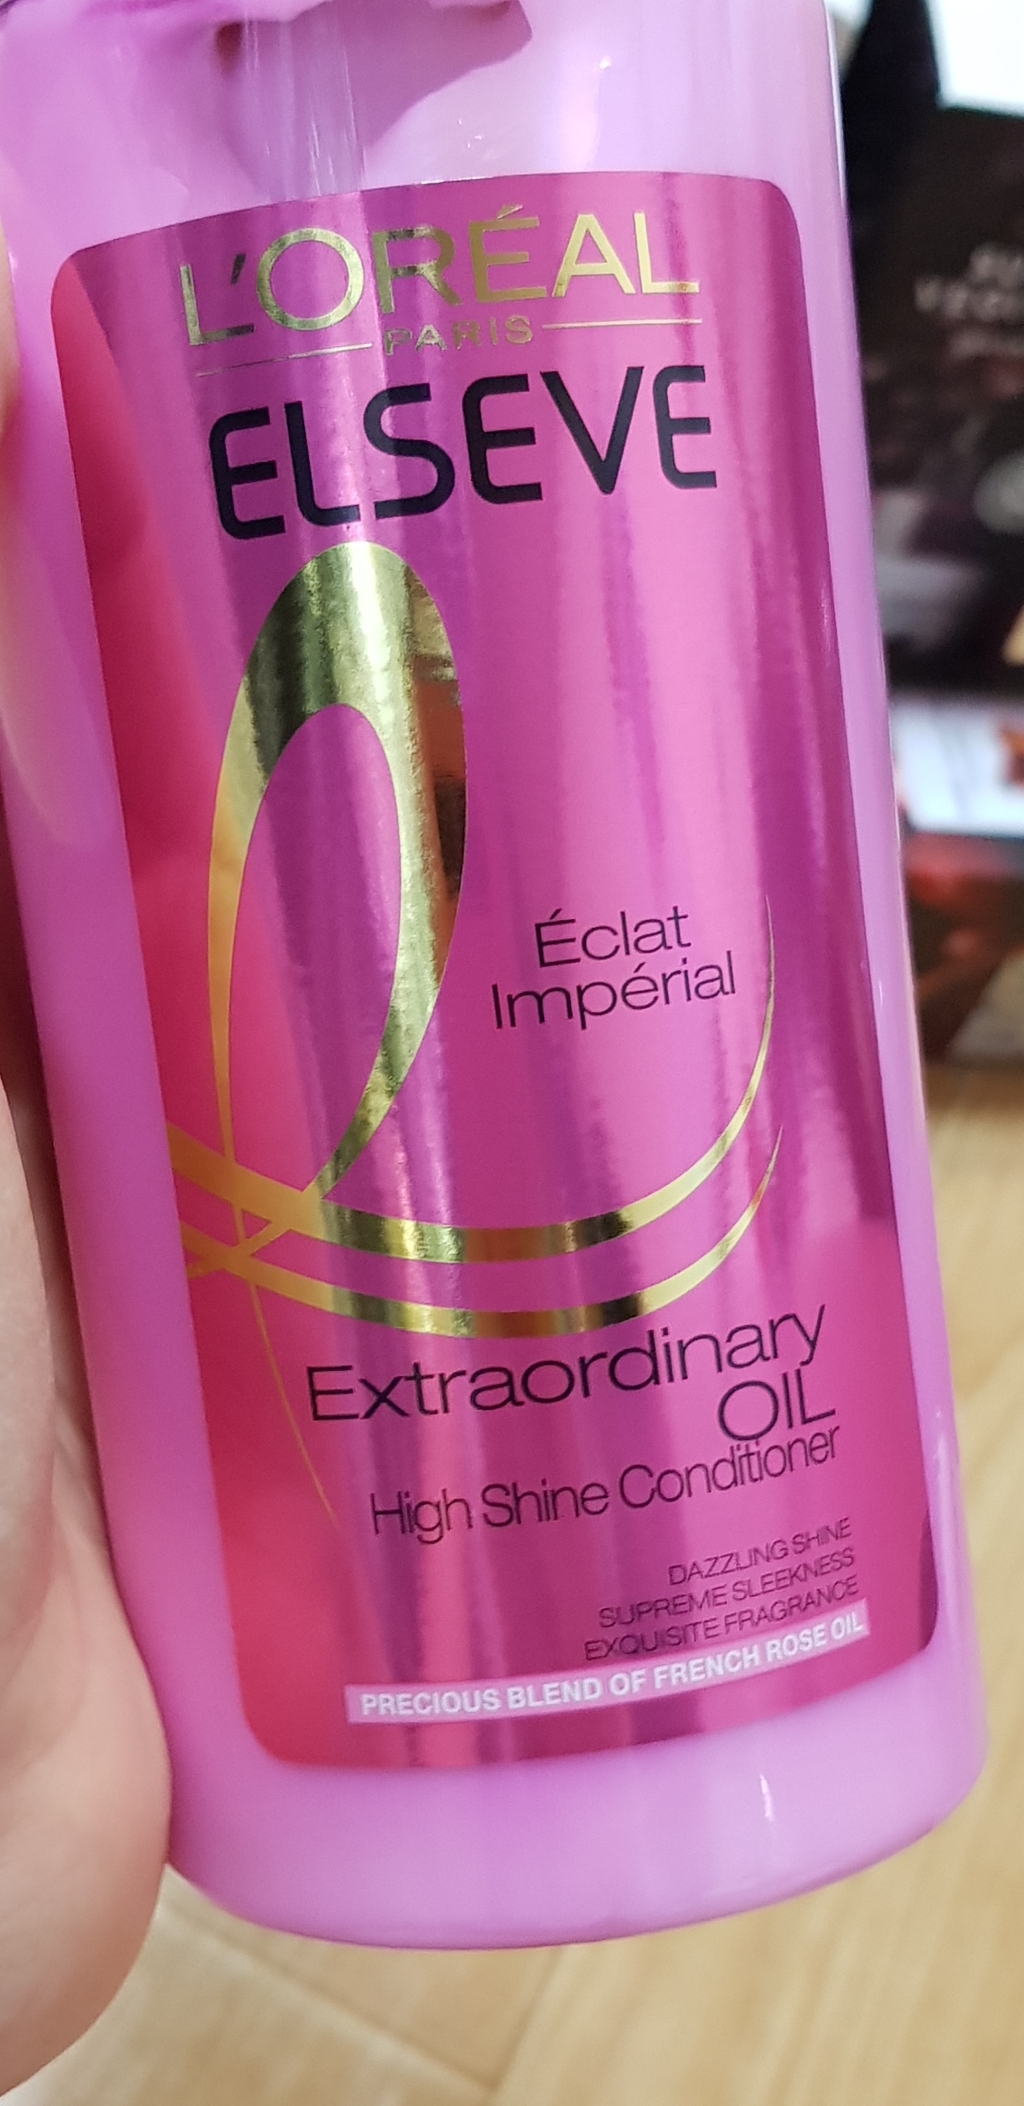 L'ORÉAL
PARIS
ELSEVE
Éclat
Impérial
Extraordinary
OIL
High Shine Conditioner
DAZZLING SHINE
SUPREME SLEEKNESS
EXQUISITE FRAGRANCE
PRECIOUS BLEND OF FRENCH ROSE OIL